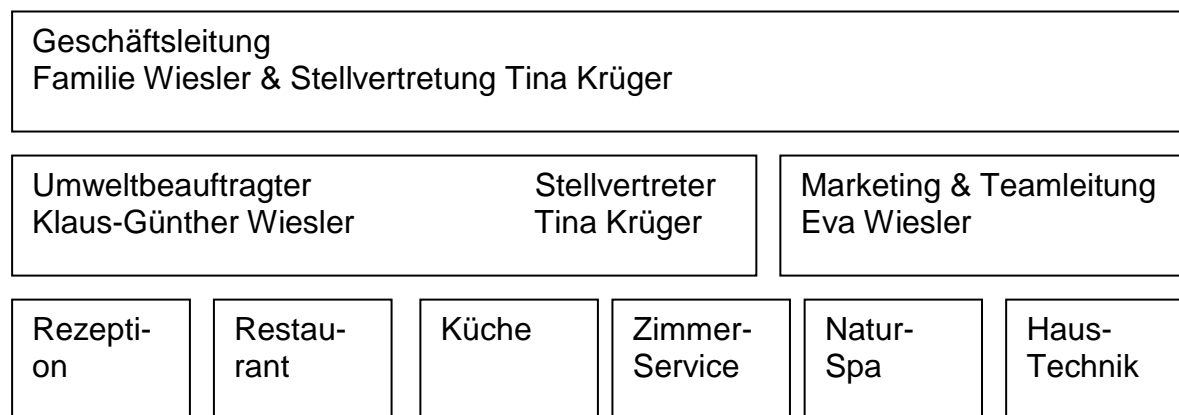 Geschäftsleitung
Familie Wiesler & Stellvertretung Tina Krüger
Umweltbeauftragter Stellvertreter
Klaus-Günther Wiesler Tina Krüger
Marketing & Teamleitung
Eva Wiesler
Rezepti-
on
Restau-
rant
Küche
Zimmer-
Service
Natur-
Spa
Haus-
Technik